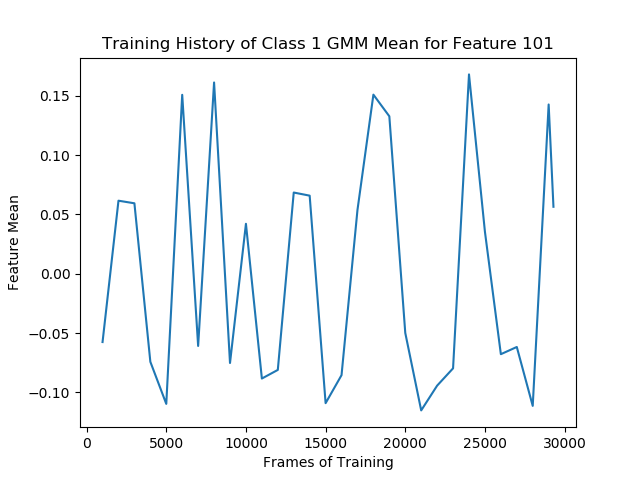 Training History of Class 1 GMM Mean for Feature 101
0.15
0.10
0.05
0.00
−0.05
−0.10
Feature Mean
0 5000 10000 15000 20000 25000 30000
Frames of Training